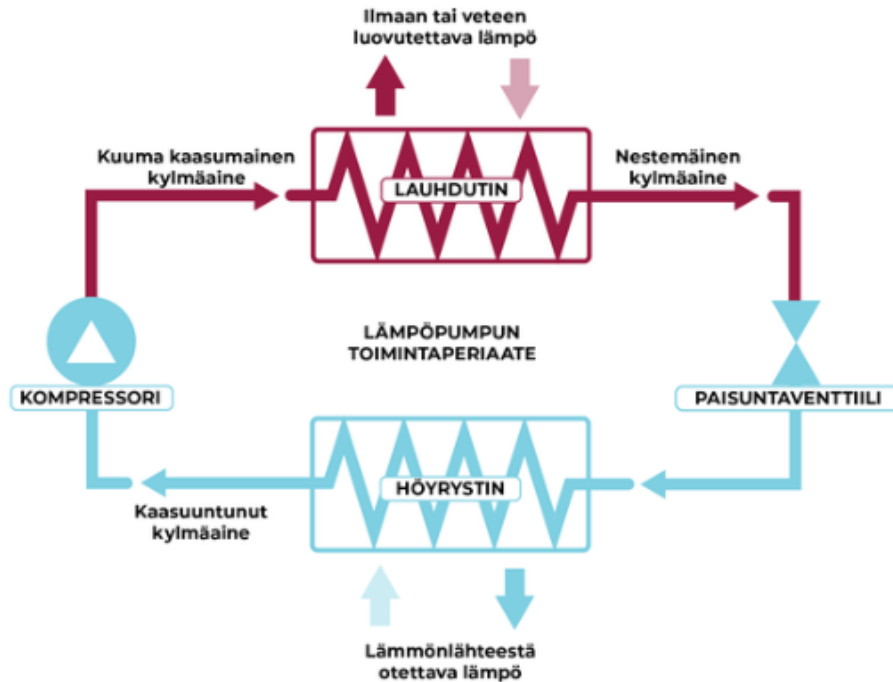 Ilmaan tai veteen
luovutettava lämpö
Kuuma kaasumainen
kylmäaine
Nestemäinen
kylmäaine
LAUHDUTIN
LÄMPÖPUMPUN
TOIMINTAPERIAATE
KOMPRESSORI
PAISUNTAVENTTIILI
HÖYRYSTIN
Kaasuuntunut
kylmäaine
Lämmönlähteestä
otettava lämpö